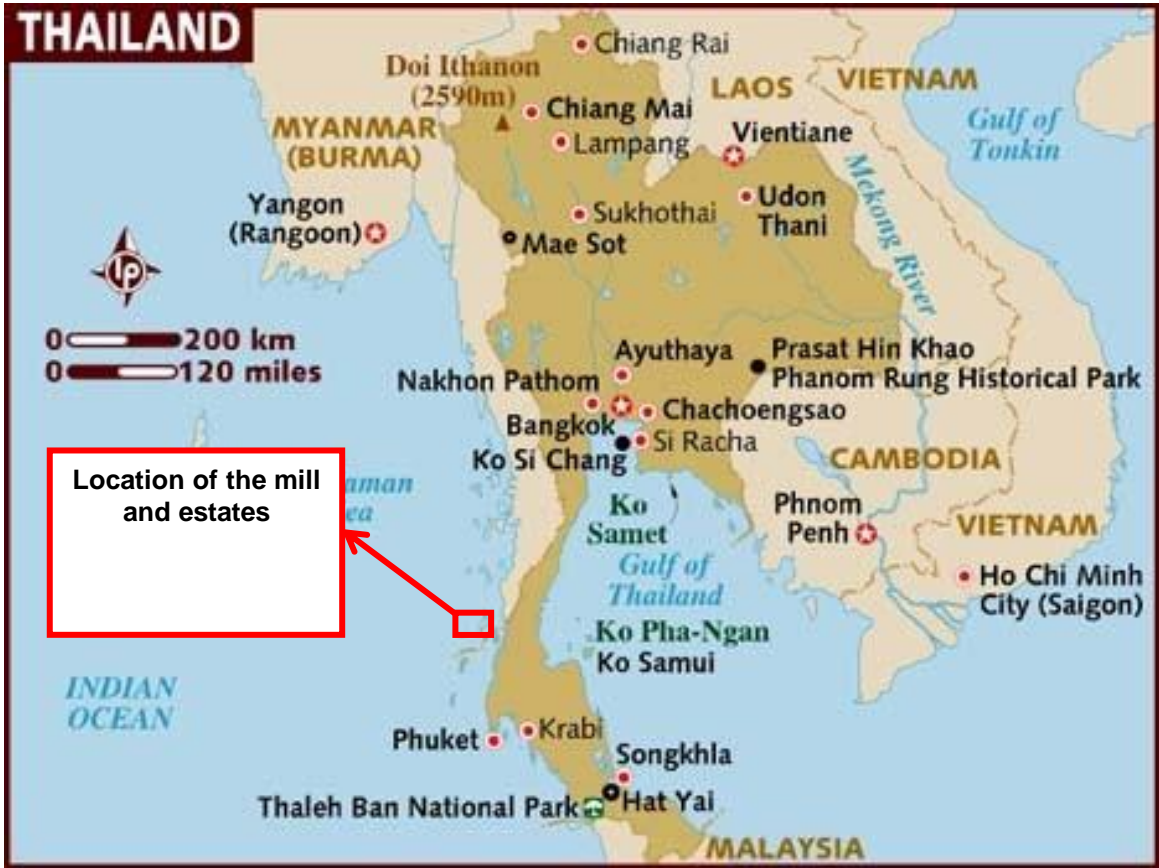 THAILAND
Chiang Rai
Doi Ithanon
(2590m)
Chiang Mai
LAOS
VIETNAM
MYANMAR
(BURMA)
Lampang
Vientiane
Gulf of
Tonkin
Yangon
(Rangoon)
Sukhothai
Udon
Thani
Mekong River
Mae Sot
lp
0 200 km
0 120 miles
Ayuthaya
Prasat Hin Khao
Phanom Rung Historical Park
Nakhon Pathom
Chachoengsao
Bangkok
Si Racha
Ko Si Chang
CAMBODIA
Location of the mill
and estates
aman
ea
Ko
Samet
Phnom
Penh
VIETNAM
Gulf of
Thailand
Ho Chi Minh
City (Saigon)
Ko Pha-Ngan
Ko Samui
INDIAN
OCEAN
Phuket
Krabi
Songkhla
Thaleh Ban National Park
Hat Yai
MALAYSIA